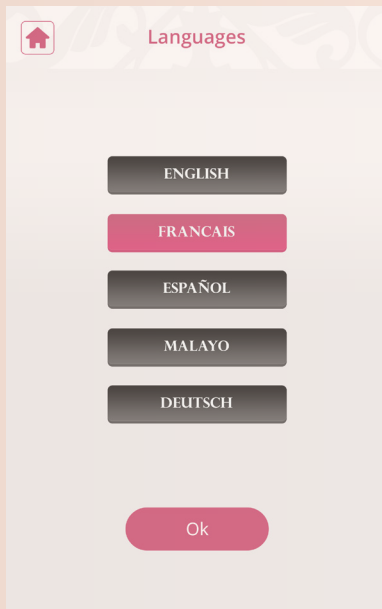 Languages
ENGLISH
FRANCAIS
ESPAÑOL
MALAYO
DEUTSCH
Ok